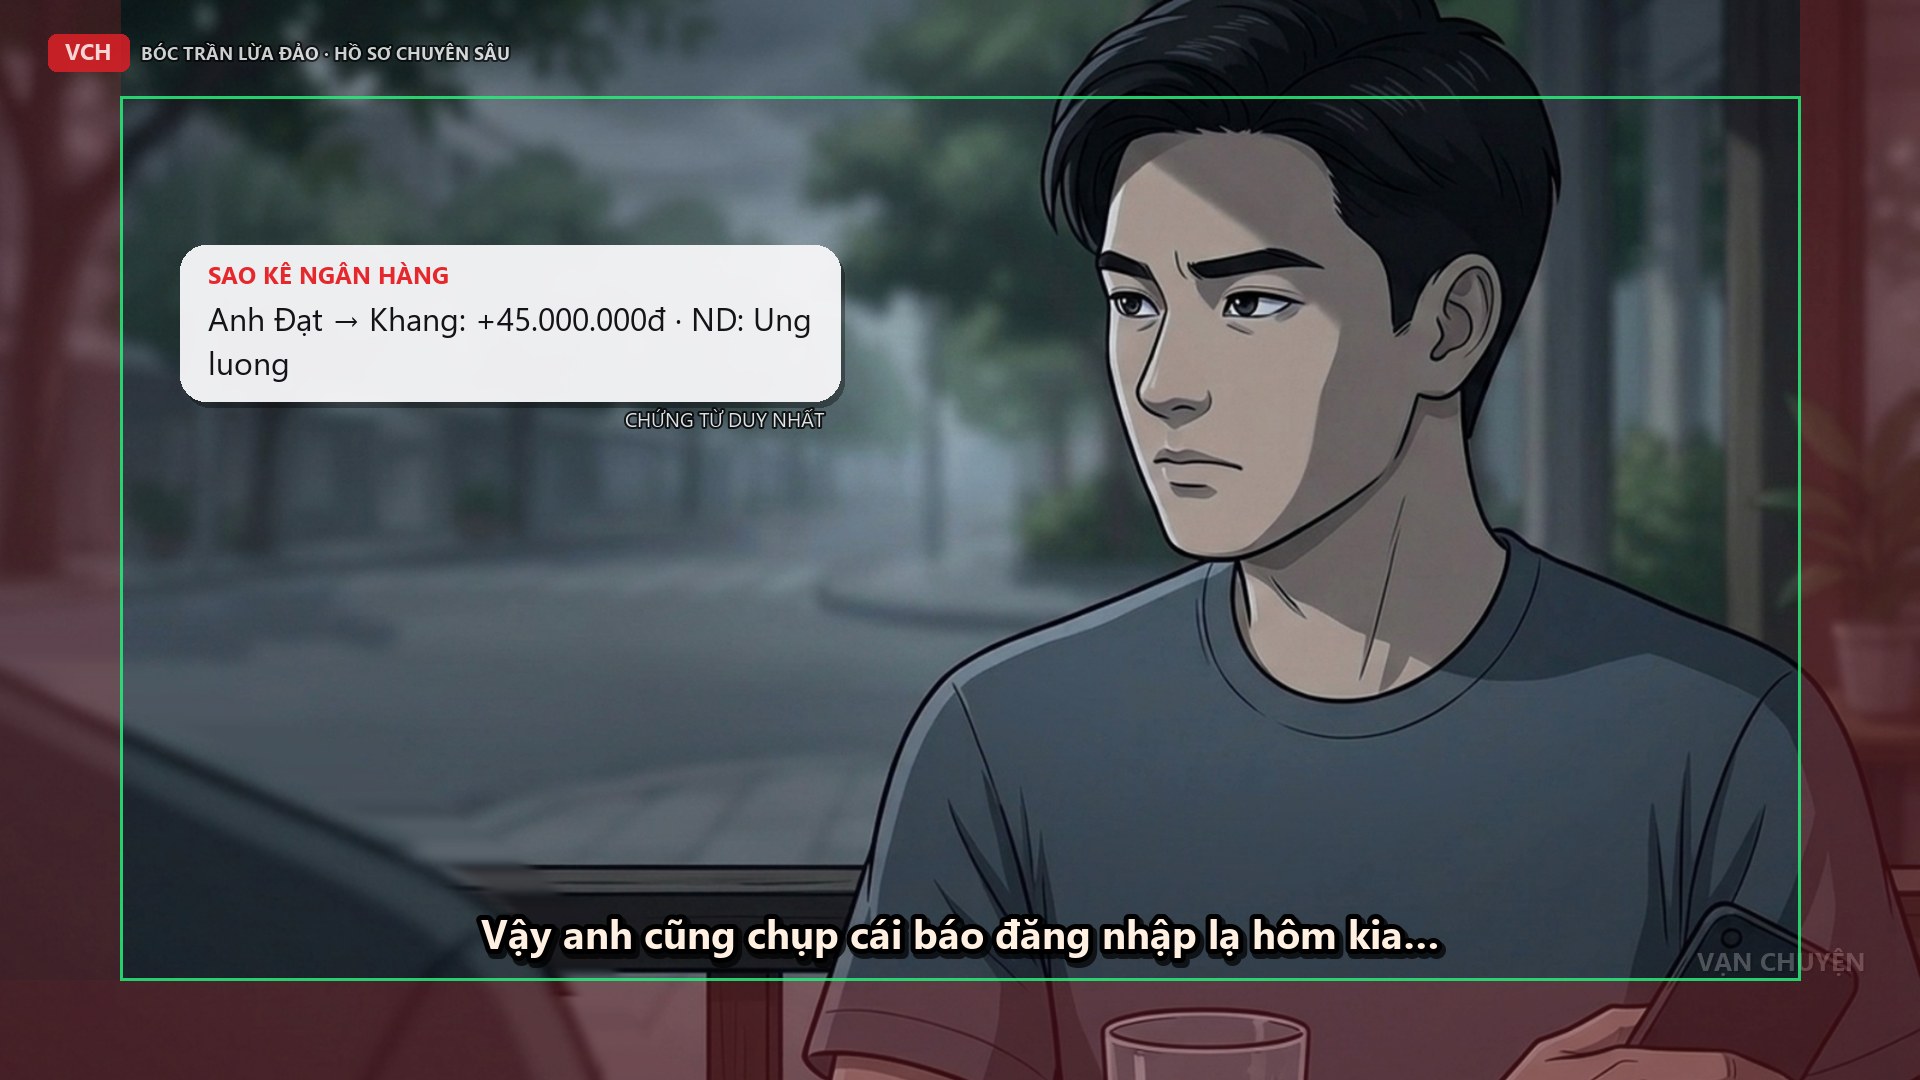 VCH BÓC TRẦN LỪA ĐẢO · HỒ SƠ CHUYÊN SÂU
SAO KÊ NGÂN HÀNG
Anh Đạt → Khang: +45.000.000đ · ND: Ung
luong
CHỨNG TỪ DUY NHẤT
Vậy anh cũng chụp cái báo đăng nhập lạ hôm kia...
VẠN CHUYỆN